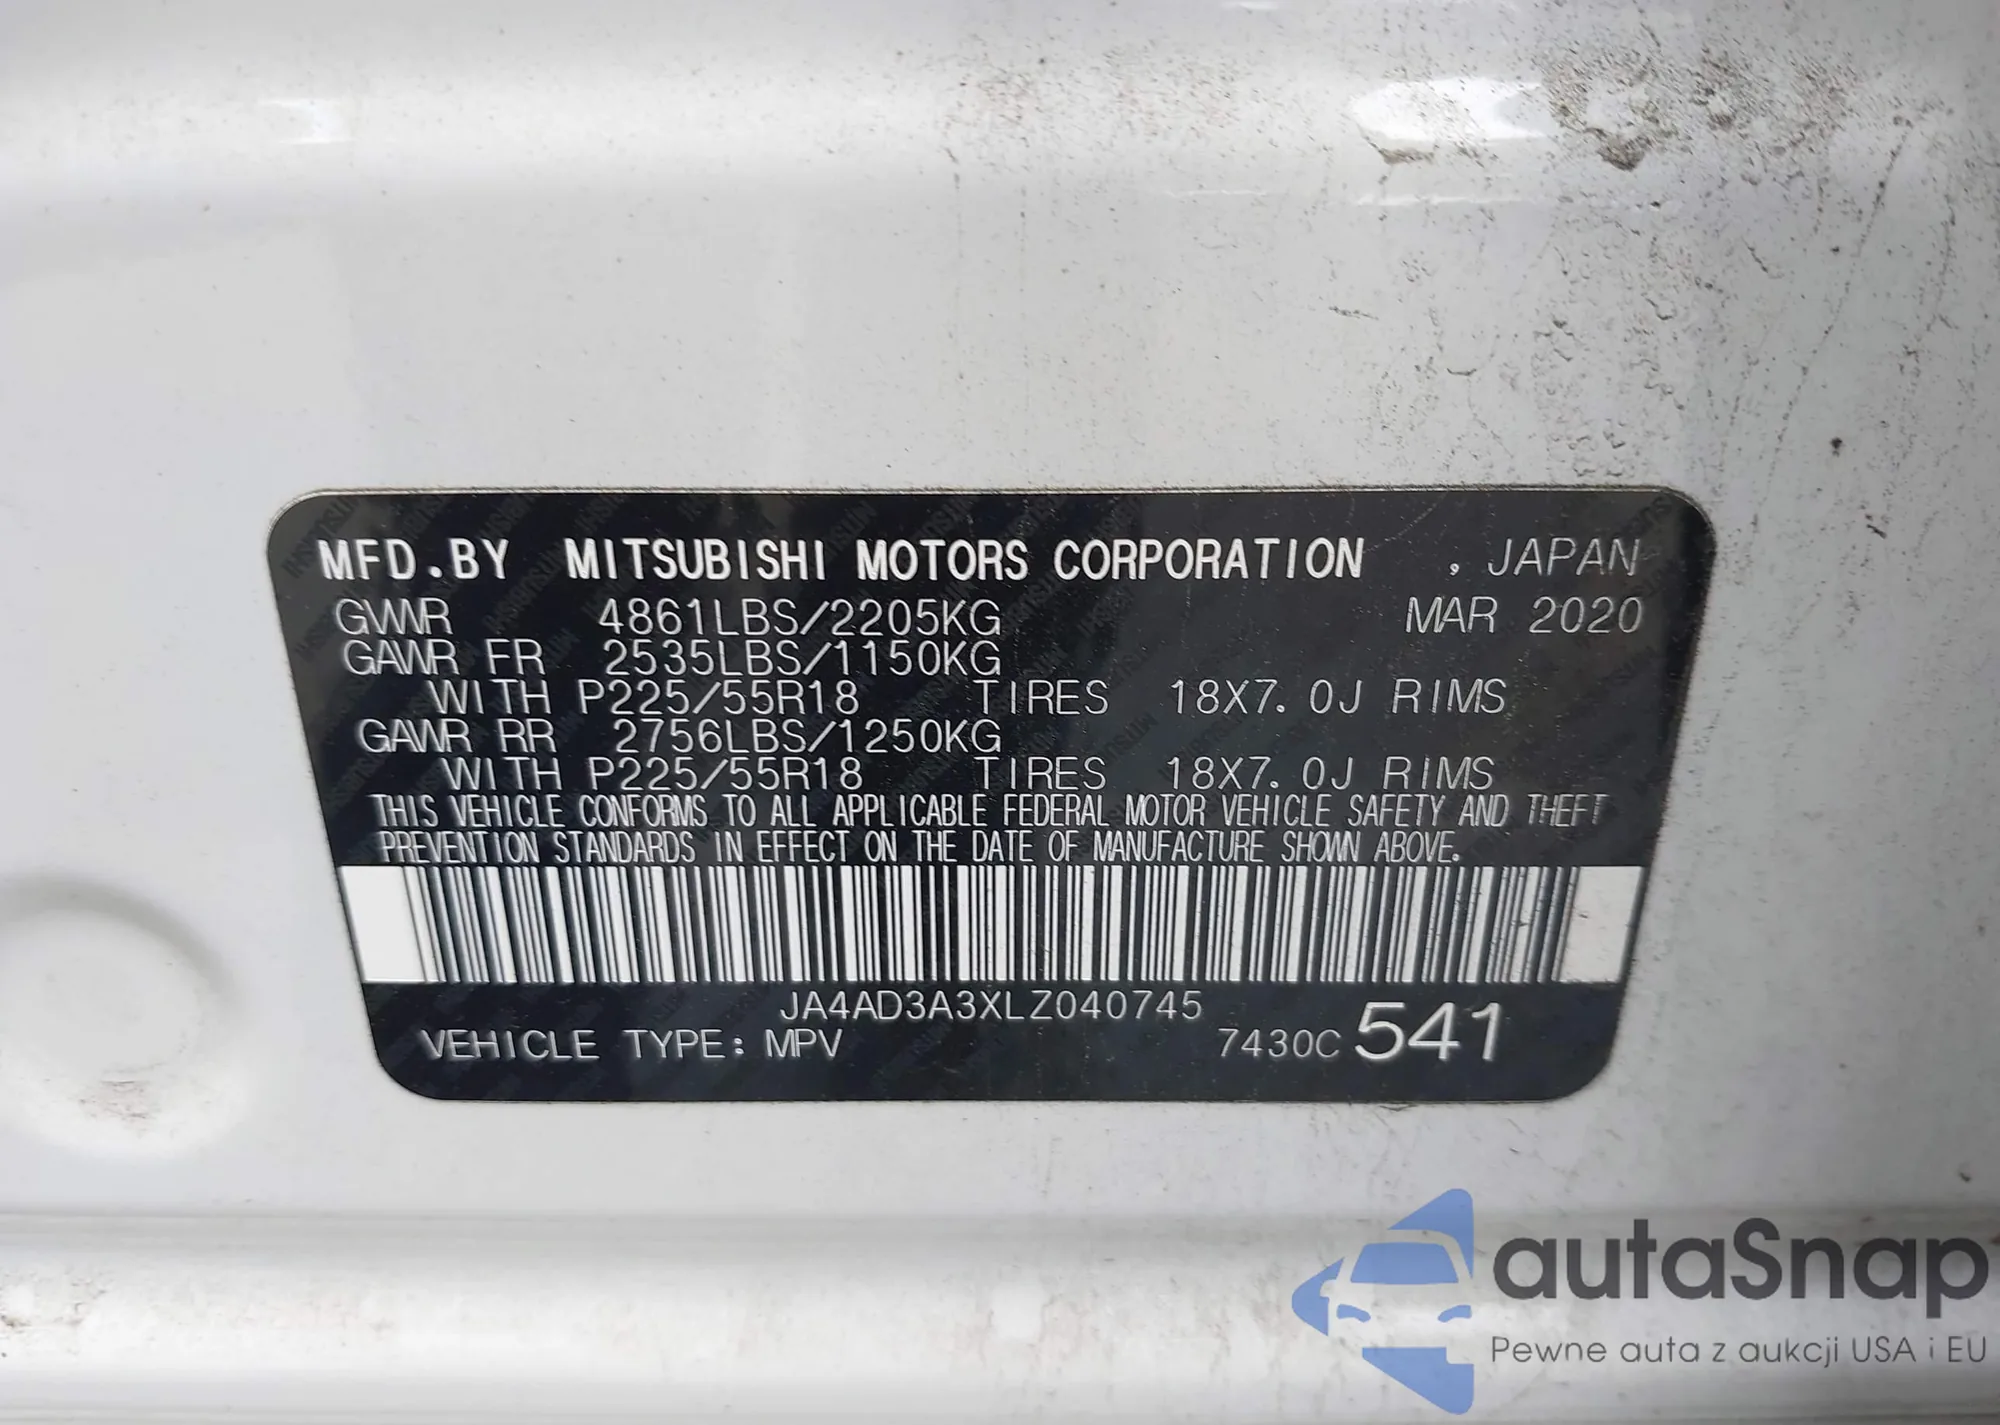 MFD.BY MITSUBISHI MOTORS CORPORATION , JAPAN
GVWR 4861LBS/2205KG MAR 2020
GAWR FR 2535LBS/1150KG
WITH P225/55R18 TIRES 18X7.0J RIMS
GAWR RR 2756LBS/1250KG
WITH P225/55R18 TIRES 18X7.0J RIMS
THIS VEHICLE CONFORMS TO ALL APPLICABLE FEDERAL MOTOR VEHICLE SAFETY AND THEFT
PREVENTION STANDARDS IN EFFECT ON THE DATE OF MANUFACTURE SHOWN ABOVE.
JA4AD3A3XLZ040745
VEHICLE TYPE: MPV 7430C 541
autaSnap
Pewne auta z aukcji USA i EU